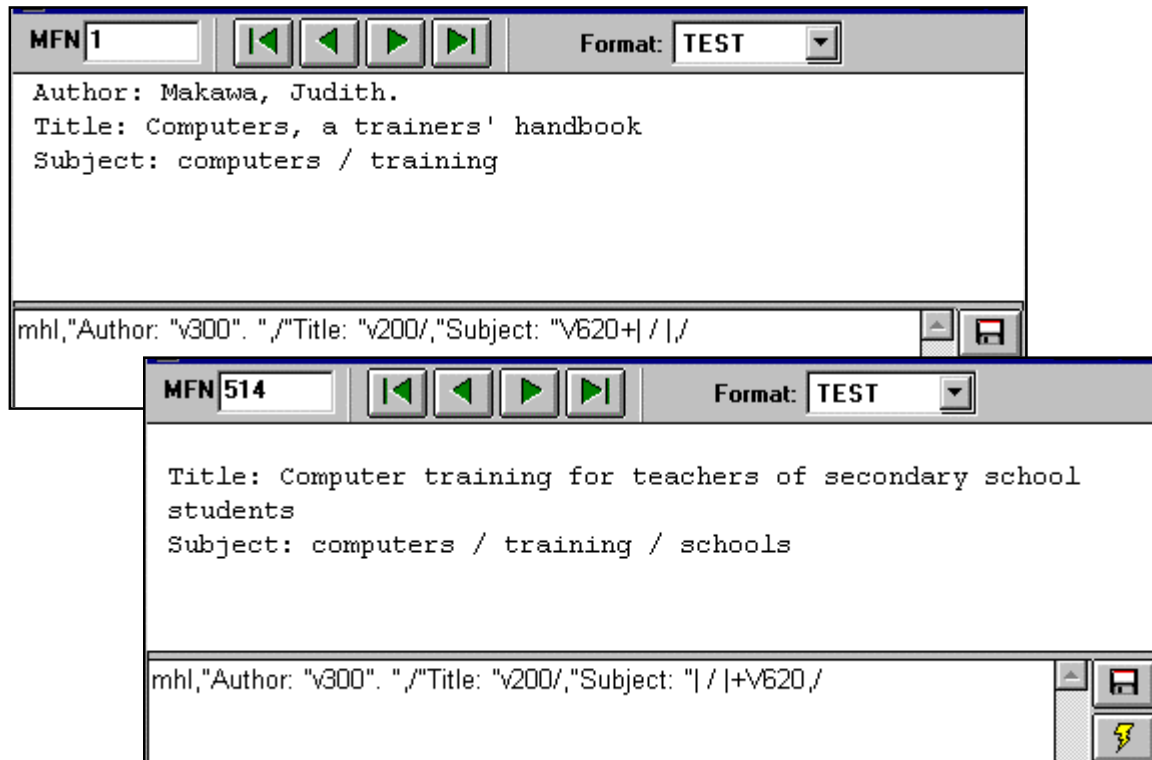 MFN 1 Format: TEST
Author: Makawa, Judith.
Title: Computers, a trainers' handbook
Subject: computers / training
mhl,"Author: "v300". ",/"Title: "v200/,"Subject: "V620+| / |,/
MFN 514 Format: TEST
Title: Computer training for teachers of secondary school
students
Subject: computers / training / schools
mhl,"Author: "v300". ",/"Title: "v200/,"Subject: "| / |+V620,/